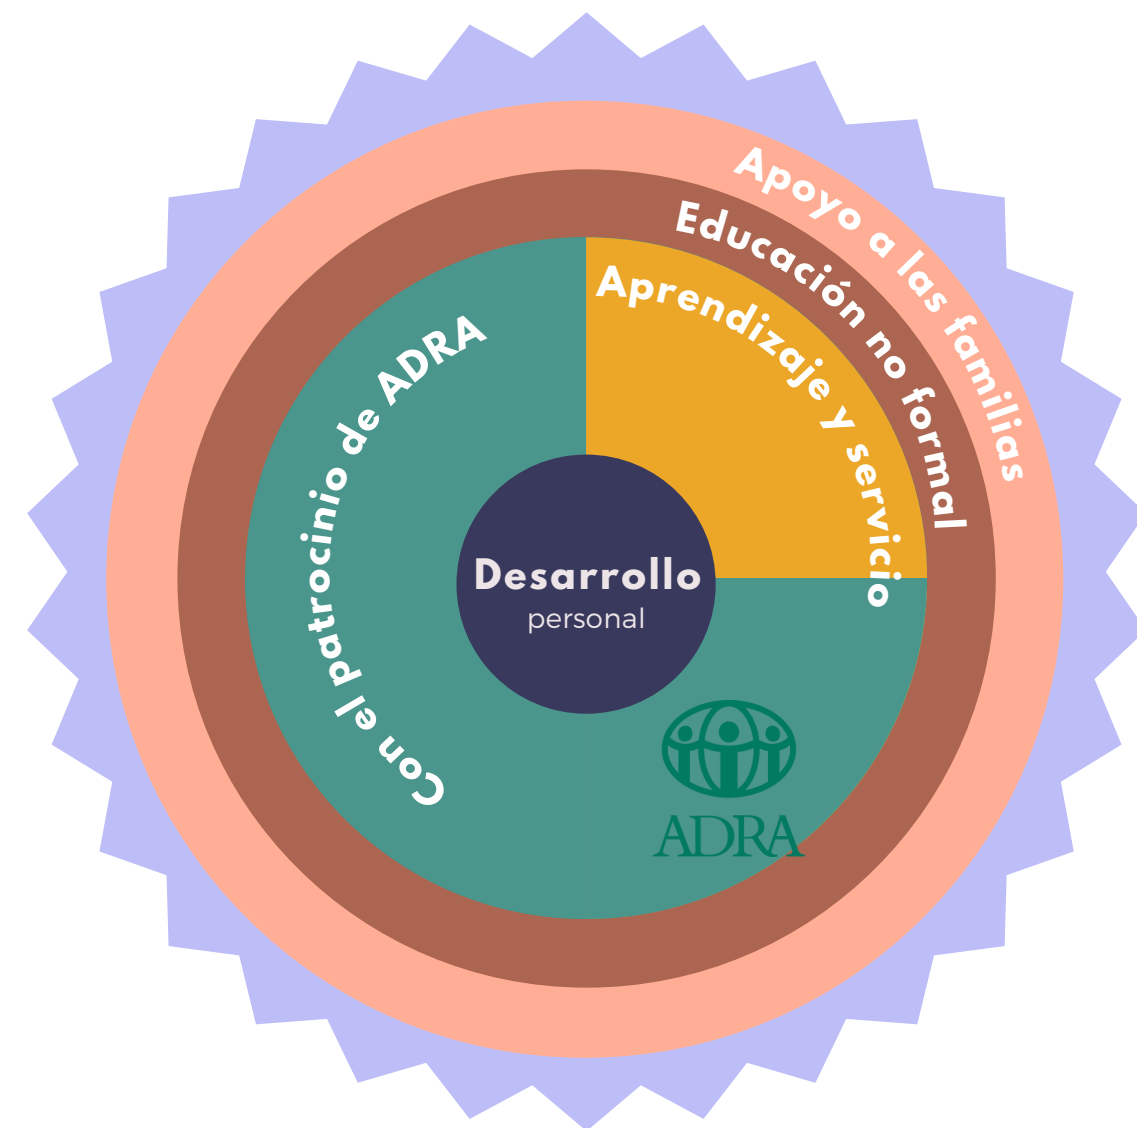 Apoyo a las familias
Educación no formal
Aprendizaje y servicio
Con el patrocinio de ADRA
Desarrollo
personal
ADRA